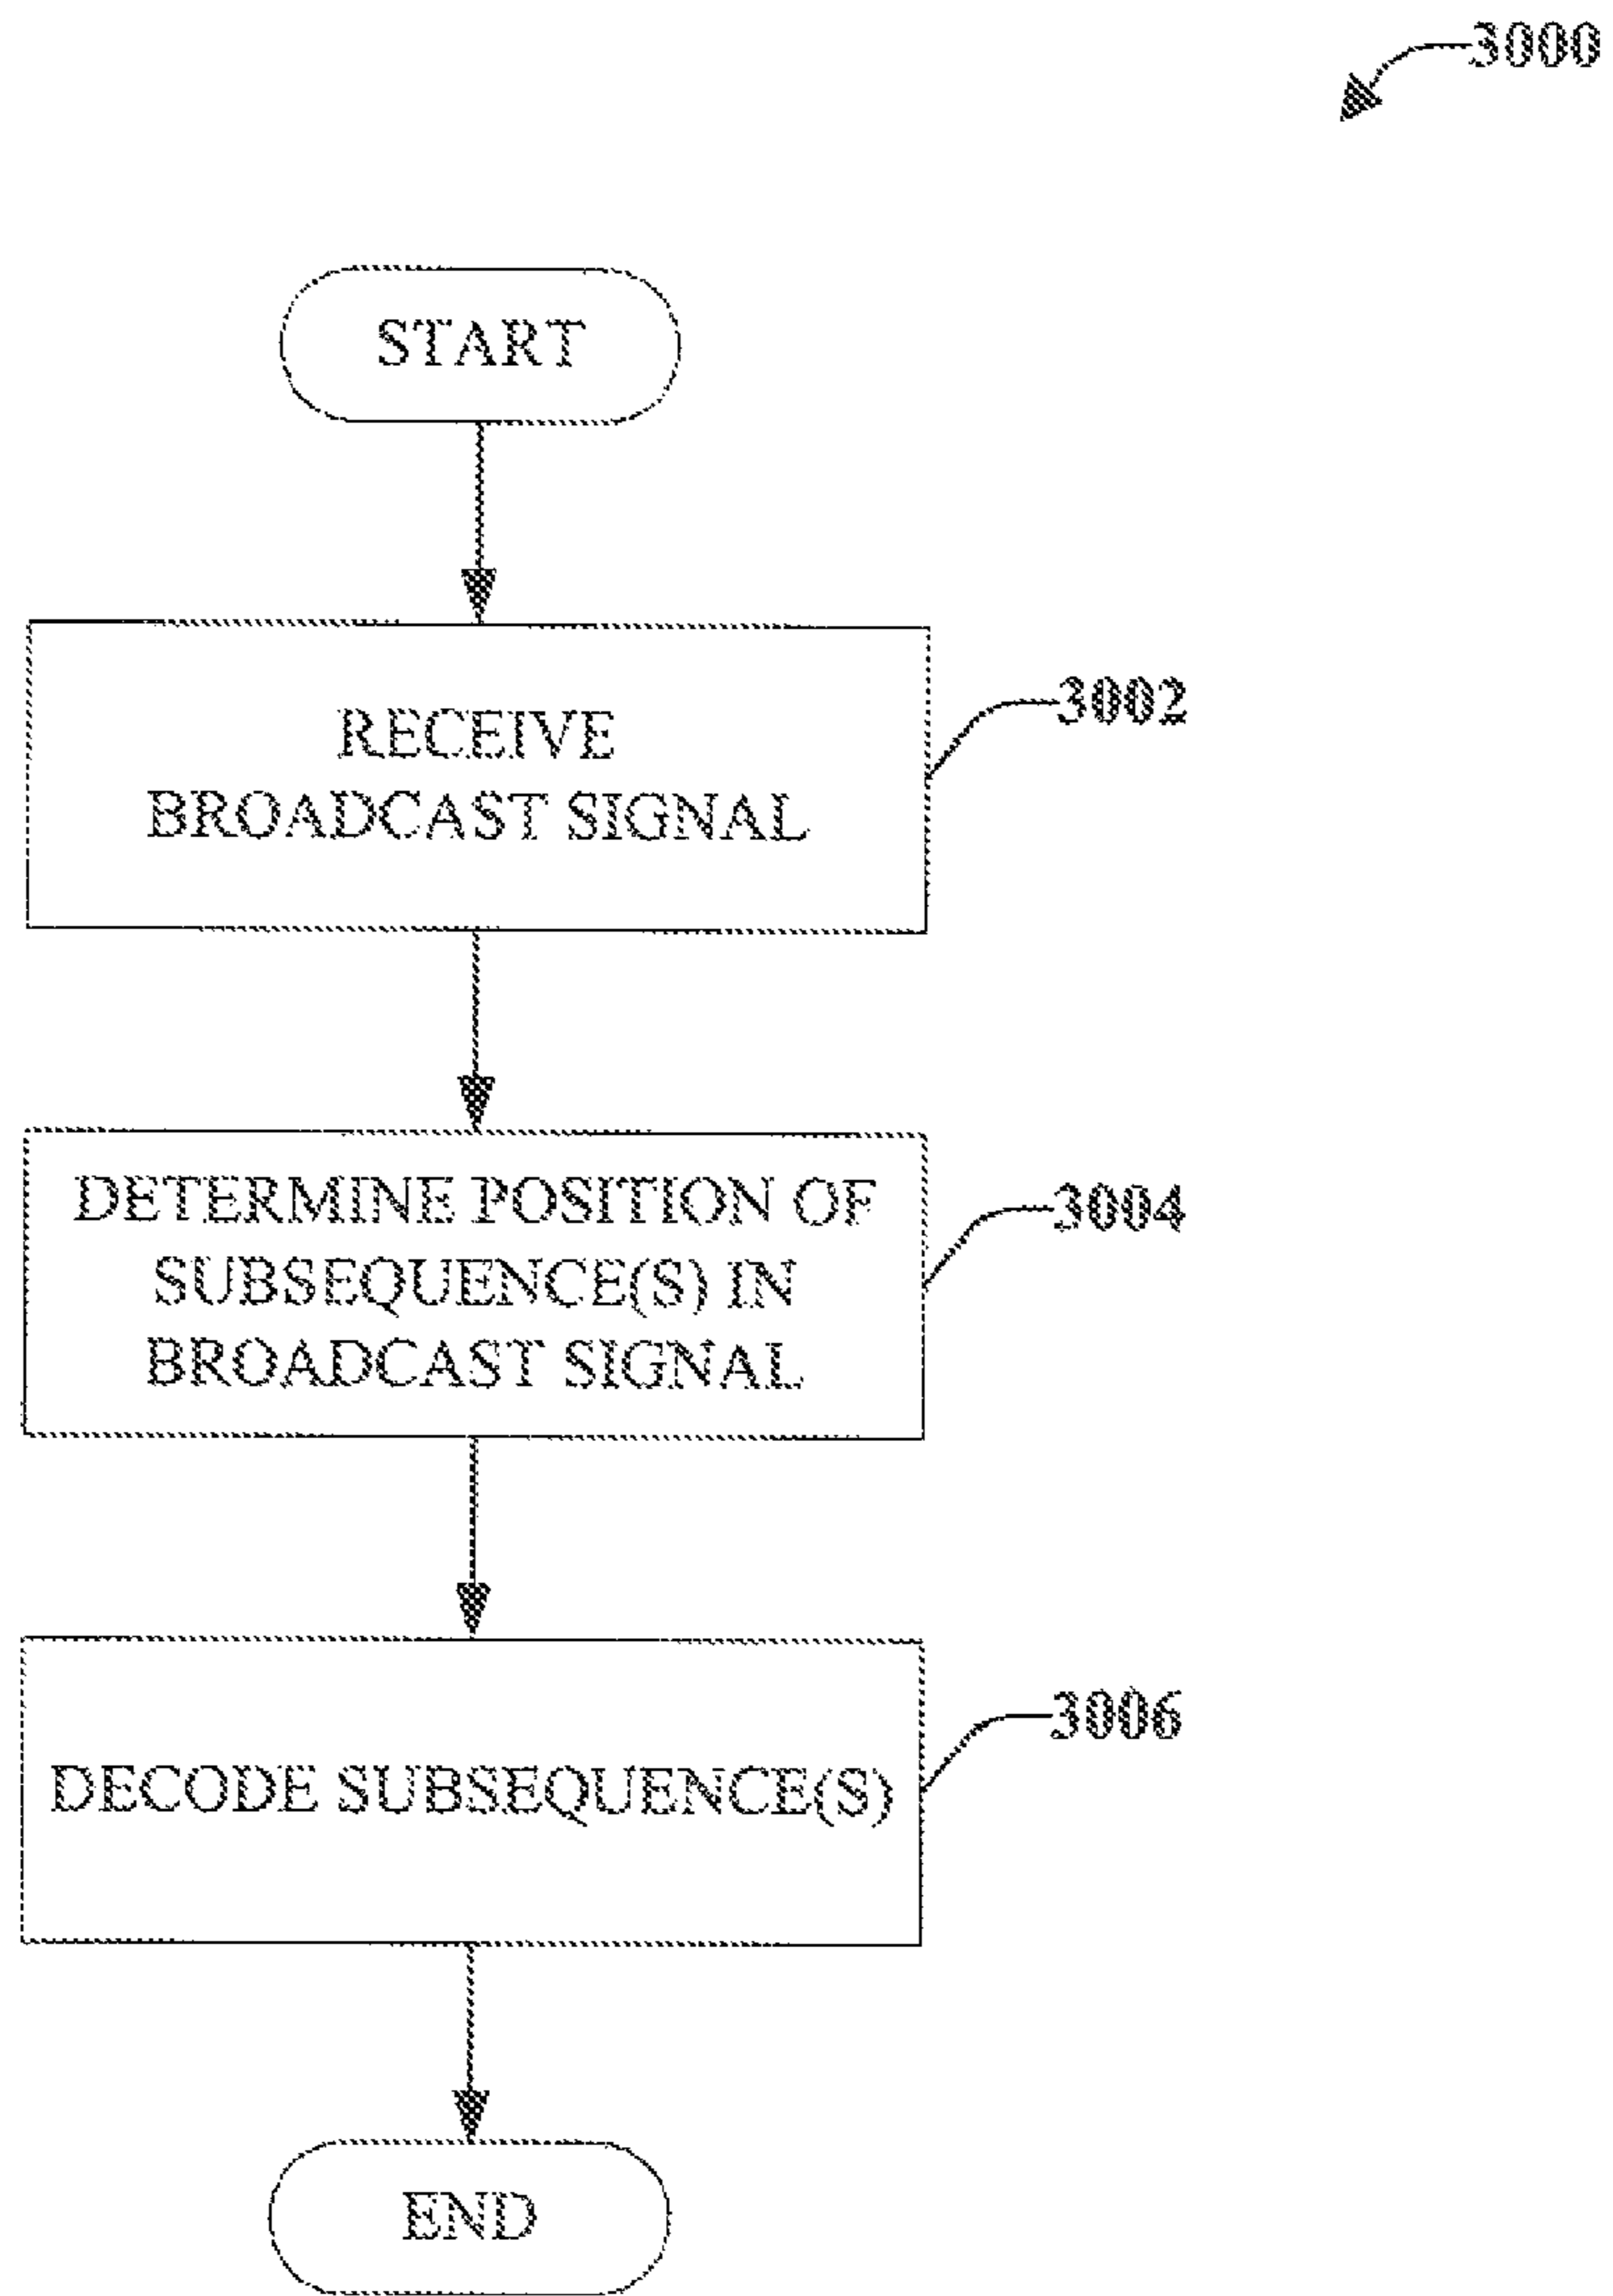 3000
START
RECEIVE
BROADCAST SIGNAL
3002
DETERMINE POSITION OF
SUBSEQUENCE(S) IN
BROADCAST SIGNAL
3004
DECODE SUBSEQUENCE(S)
3006
END